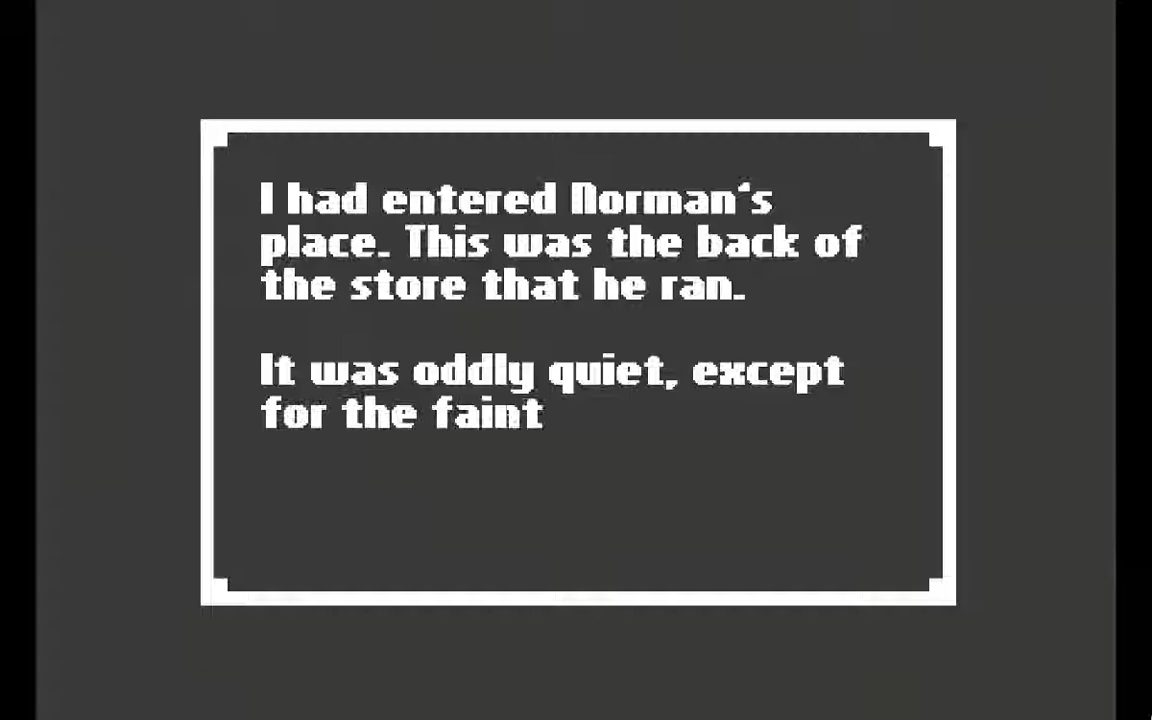 I had entered Norman's
place. This was the back of
the store that he ran.
It was oddly quiet, except
for the faint